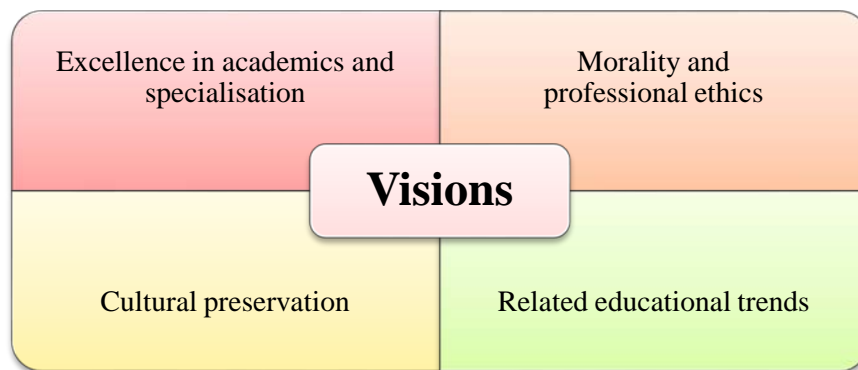 Excellence in academics and
specialisation
Morality and
professional ethics
Visions
Cultural preservation
Related educational trends